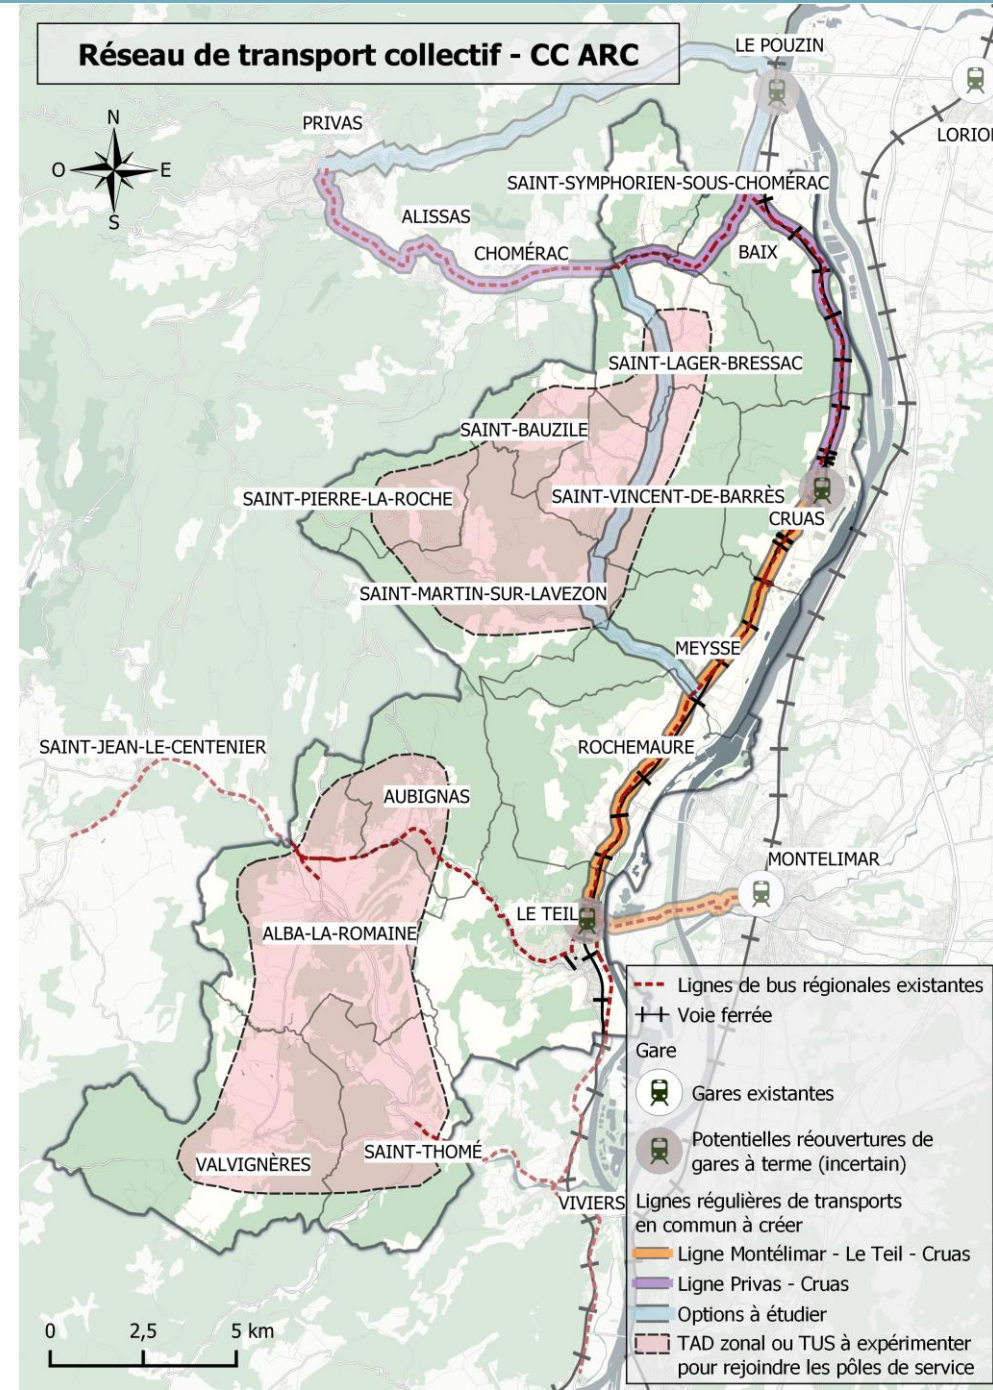 Réseau de transport collectif - CC ARC
LE POUZIN
N
O
E
S
PRIVAS
LORIOL
SAINT-SYMPHORIEN-SOUS-CHOMÉRAC
ALISSAS
CHOMÉRAC
BAIX
SAINT-LAGER-BRESSAC
SAINT-BAUZILE
SAINT-PIERRE-LA-ROCHE
SAINT-VINCENT-DE-BARRÈS
CRUAS
SAINT-MARTIN-SUR-LAVEZON
MEYSSE
SAINT-JEAN-LE-CENTENIER
ROCHEMAURE
AUBIGNAS
MONTELIMAR
LE TEIL
ALBA-LA-ROMAINE
SAINT-THOMÉ
VALVIGNÈRES
VIVIERS
Lignes de bus régionales existantes
Voie ferrée
Gare
Gares existantes
Potentielles réouvertures de
gares à terme (incertain)
Lignes régulières de transports
en commun à créer
Ligne Montélimar - Le Teil - Cruas
Ligne Privas - Cruas
Options à étudier
TAD zonal ou TUS à expérimenter
pour rejoindre les pôles de service
0 2,5 5 km